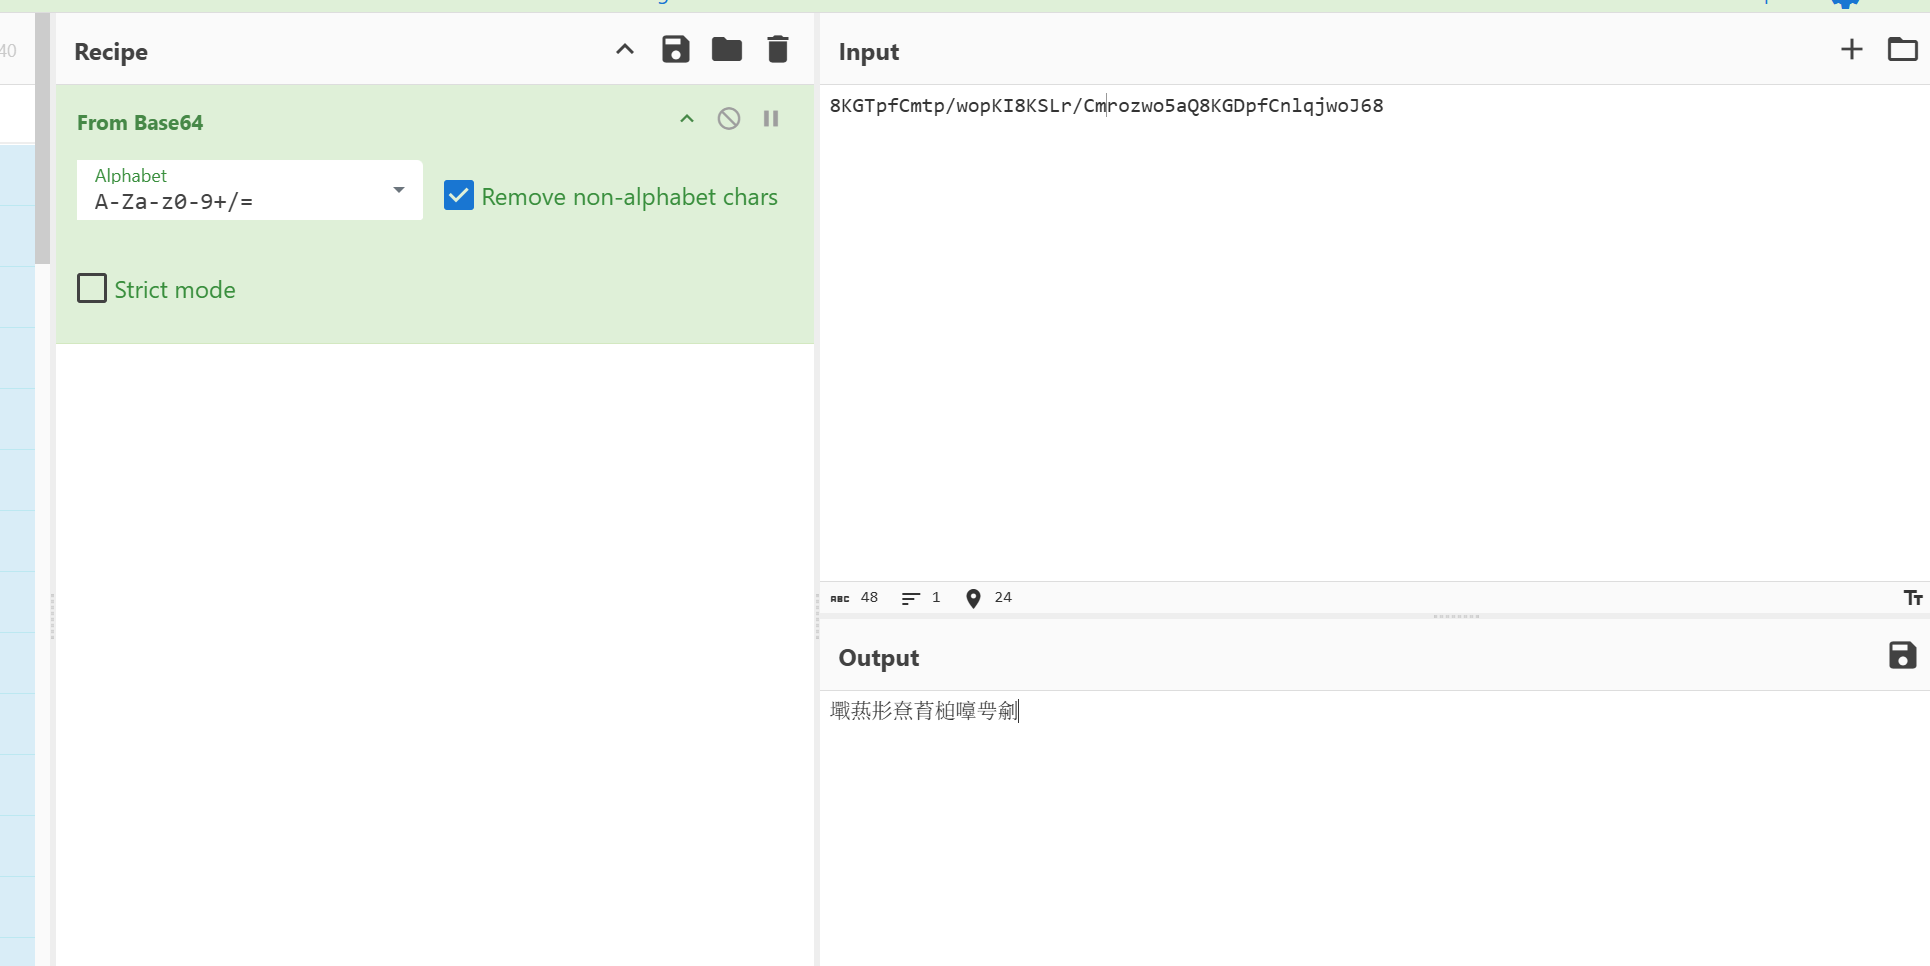 40
Recipe
From Base64
Alphabet
A-Za-z0-9+/=
Remove non-alphabet chars
Strict mode
Input
8KGTpfCmtp/wopKI8KSLr/Cmrozwo5aQ8KGDpfCnlqjwoJ68
ABC 48 1 24
Tт
Output
𡓥𦶟𢒈𤋯𦮌𣖐𡃥𧖨𠞼